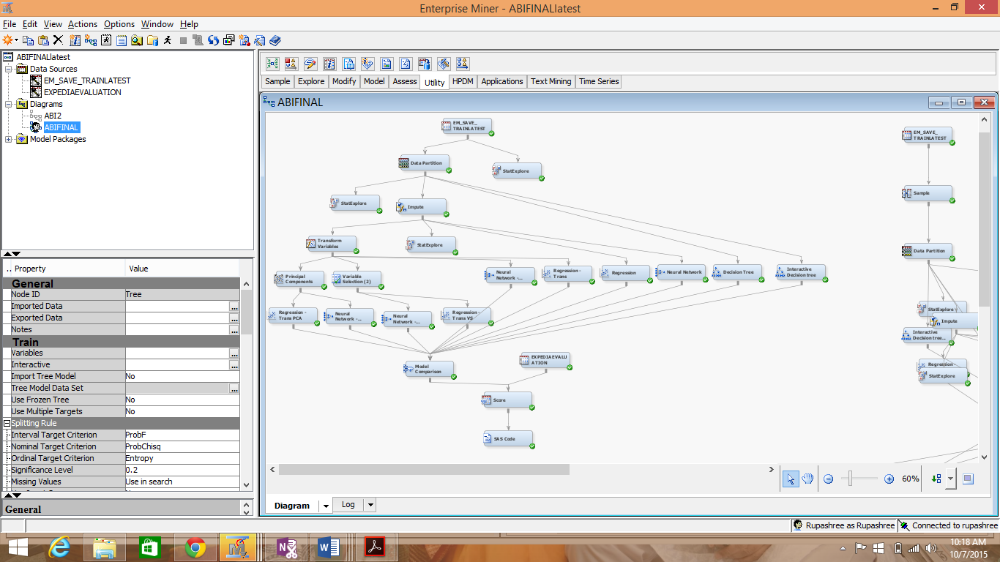 Enterprise Miner - ABIFINALlatest
File Edit View Actions Options Window Help
ABIFINALlatest
Data Sources
EM_SAVE_TRAINLATEST
EXPEDIAEVALUATION
Diagrams
ABI2
ABIFINAL
Model Packages
.. Property Value
General
Node ID Tree
Imported Data ...
Exported Data ...
Notes ...
Train
Variables ...
Interactive ...
Import Tree Model No
Tree Model Data Set ...
Use Frozen Tree No
Use Multiple Targets No
Splitting Rule
Interval Target Criterion ProbF
Nominal Target Criterion ProbChisq
Ordinal Target Criterion Entropy
Significance Level 0.2
Missing Values Use in search
General
Sample Explore Modify Model Assess Utility HPDM Applications Text Mining Time Series
ABIFINAL
EM_SAVE_
TRAINLATEST
Data Partition
StatExplore
StatExplore
Impute
Transform
Variables
StatExplore
Principal
Components
Variable
Selection (2)
Neural
Network -...
Regression -
Trans
Regression
Neural Network
Decision Tree
Interactive
Decision tree
Regression -
Trans PCA
Neural
Network -...
Neural
Network -...
Regression -
Trans VS
Model
Comparison
EXPEDIAEVALU
ATION
Score
SAS Code
EM_SAVE_
TRAINLATEST
Sample
Data Partition
StatExplore
Impute
Interactive
Decision tree...
Regression -
StatExplore
60%
Diagram Log
Rupashree as Rupashree Connected to rupashree
10:18 AM
10/7/2015